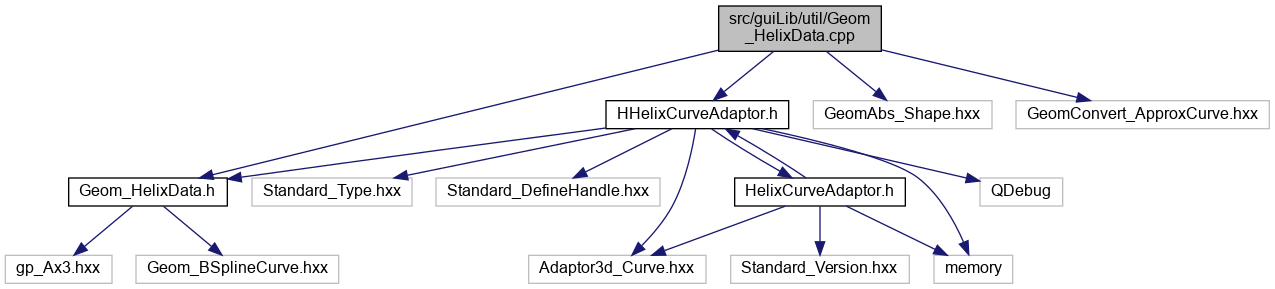 src/guiLib/util/Geom
_HelixData.cpp
HHelixCurveAdaptor.h
GeomAbs_Shape.hxx
GeomConvert_ApproxCurve.hxx
Geom_HelixData.h
Standard_Type.hxx
Standard_DefineHandle.hxx
HelixCurveAdaptor.h
QDebug
gp_Ax3.hxx
Geom_BSplineCurve.hxx
Adaptor3d_Curve.hxx
Standard_Version.hxx
memory